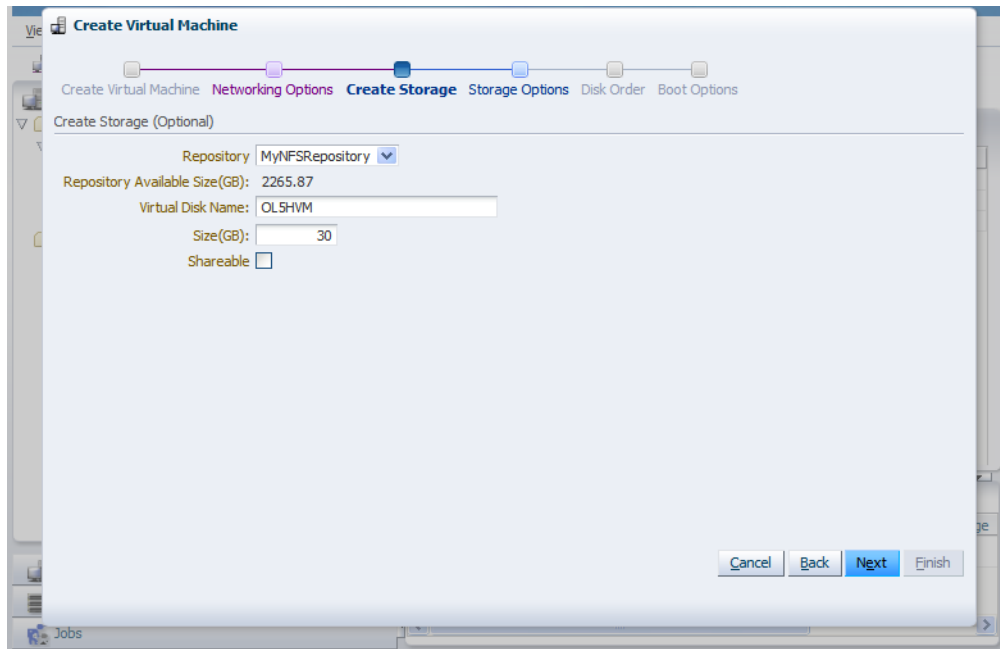 Vie
Create Virtual Machine
Create Virtual Machine Networking Options Create Storage Storage Options Disk Order Boot Options
Create Storage (Optional)
Repository MyNFSRepository
Repository Available Size(GB): 2265.87
Virtual Disk Name: OL5HVM
Size(GB): 30
Shareable
ge
Cancel Back Next Finish
Jobs